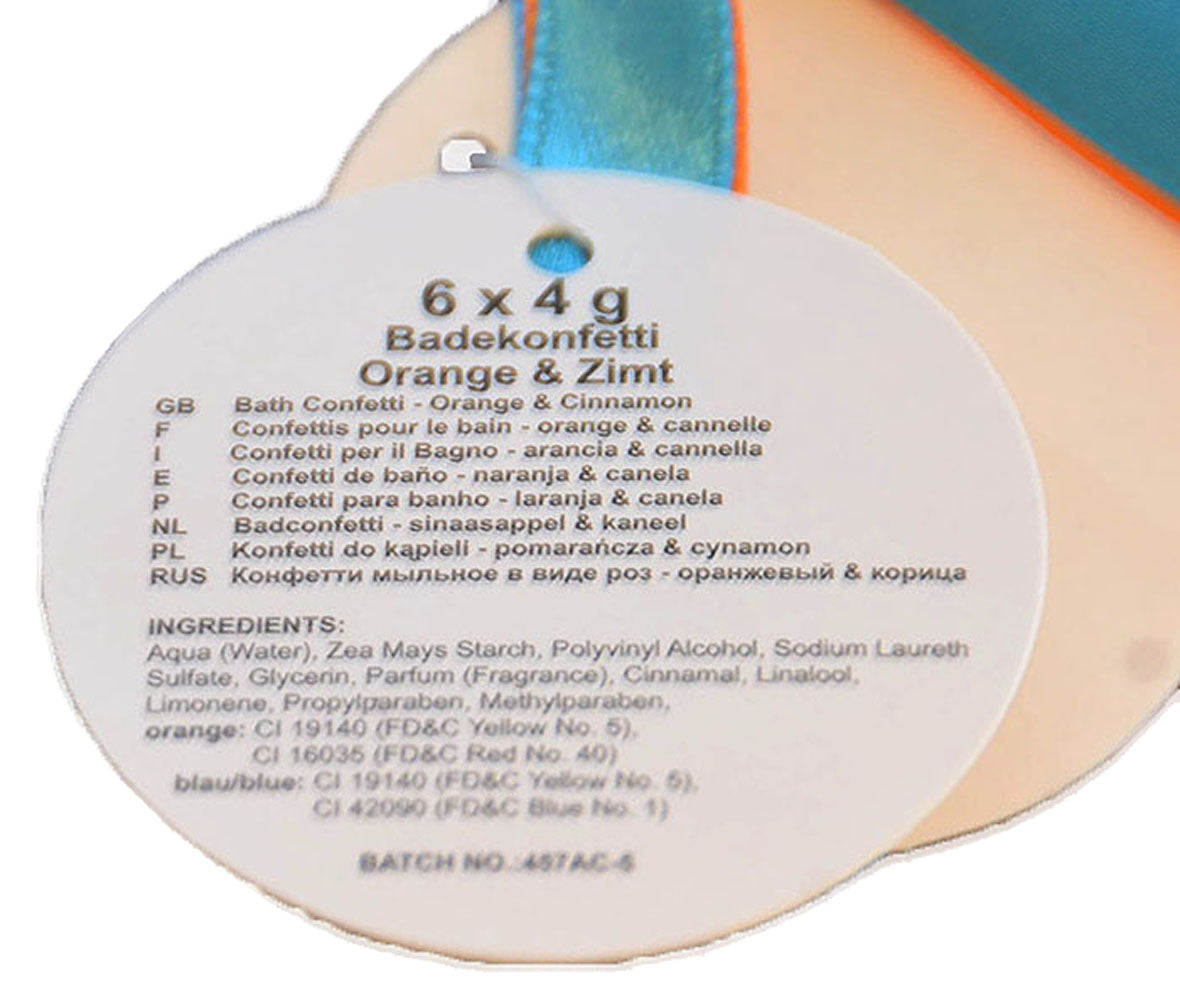 6 x 4 g
Badekonfetti
Orange & Zimt
GB Bath Confetti - Orange & Cinnamon
F Confettis pour le bain - orange & cannelle
I Confetti per il Bagno - arancia & cannella
E Confetti de baño - naranja & canela
P Confetti para banho - laranja & canela
NL Badconfetti - sinaasappel & kaneel
PL Konfetti do kąpieli - pomarańcza & cynamon
RUS Конфетти мыльное в виде роз - оранжевый & корица
INGREDIENTS:
Aqua (Water), Zea Mays Starch, Polyvinyl Alcohol, Sodium Laureth
Sulfate, Glycerin, Parfum (Fragrance), Cinnamal, Linalool,
Limonene, Propylparaben, Methylparaben,
orange: CI 19140 (FD&C Yellow No. 5),
CI 16035 (FD&C Red No. 40)
blau/blue: CI 19140 (FD&C Yellow No. 5),
CI 42090 (FD&C Blue No. 1)
BATCH NO.:457AC-5